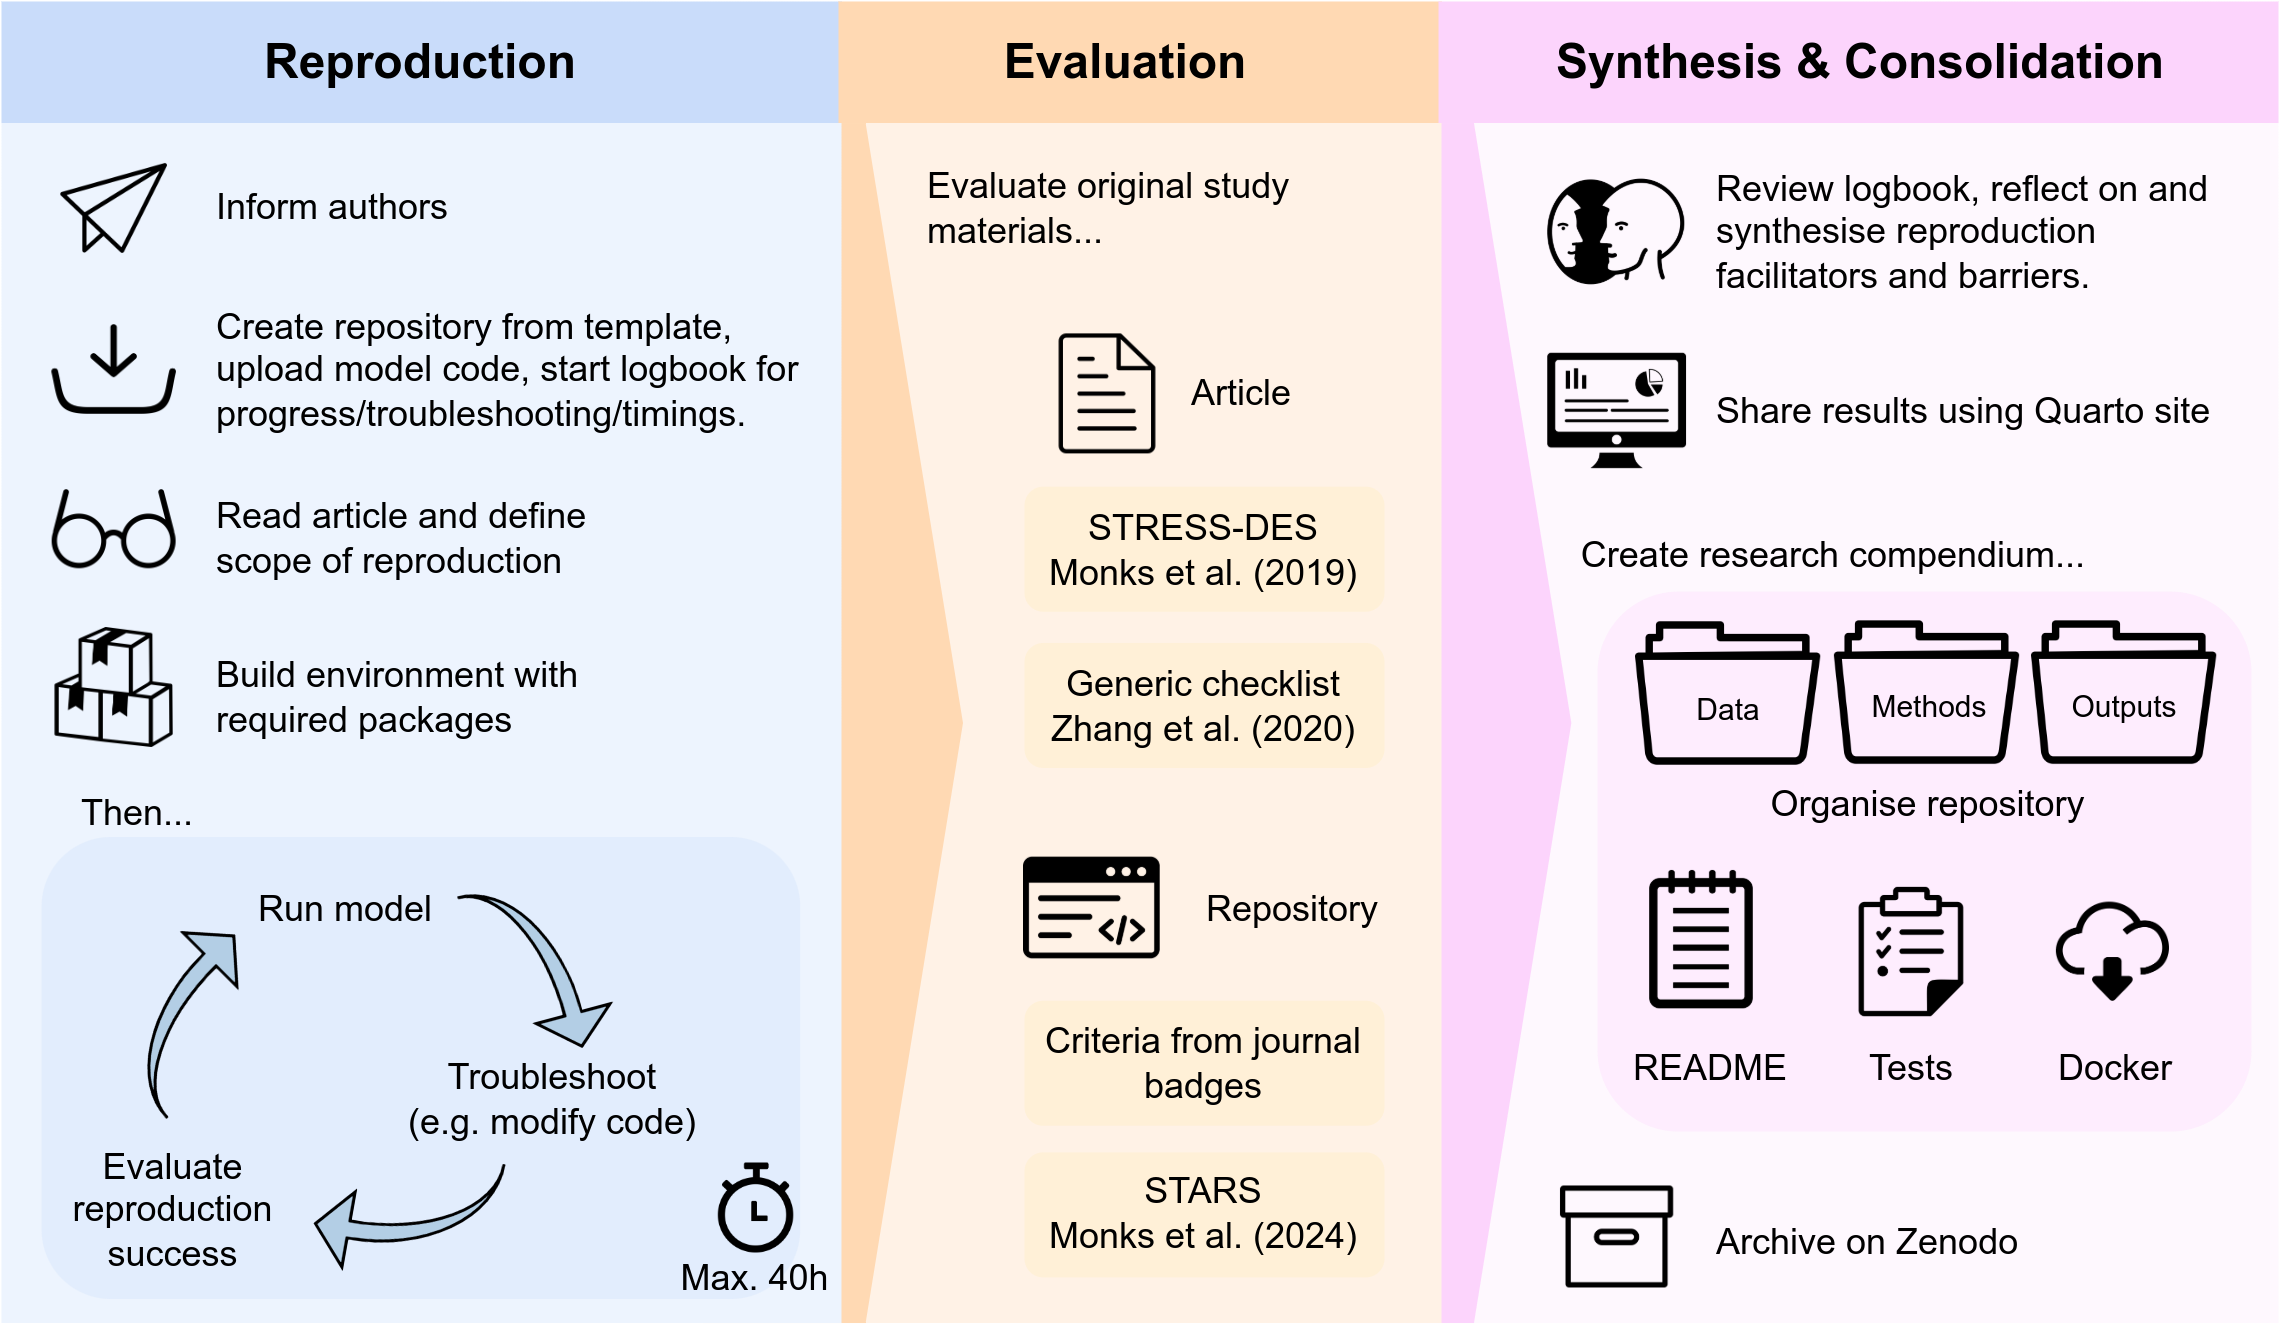 Reproduction
Inform authors
Create repository from template,
upload model code, start logbook for
progress/troubleshooting/timings.
Read article and define
scope of reproduction
Build environment with
required packages
Then...
Run model
Troubleshoot
(e.g. modify code)
Evaluate
reproduction
success
Max. 40h
Evaluation
Evaluate original study
materials...
Article
STRESS-DES
Monks et al. (2019)
Generic checklist
Zhang et al. (2020)
Repository
</>
Criteria from journal
badges
STARS
Monks et al. (2024)
Synthesis & Consolidation
Review logbook, reflect on and
synthesise reproduction
facilitators and barriers.
Share results using Quarto site
Create research compendium...
Data
Methods
Outputs
Organise repository
README
Tests
Docker
Archive on Zenodo